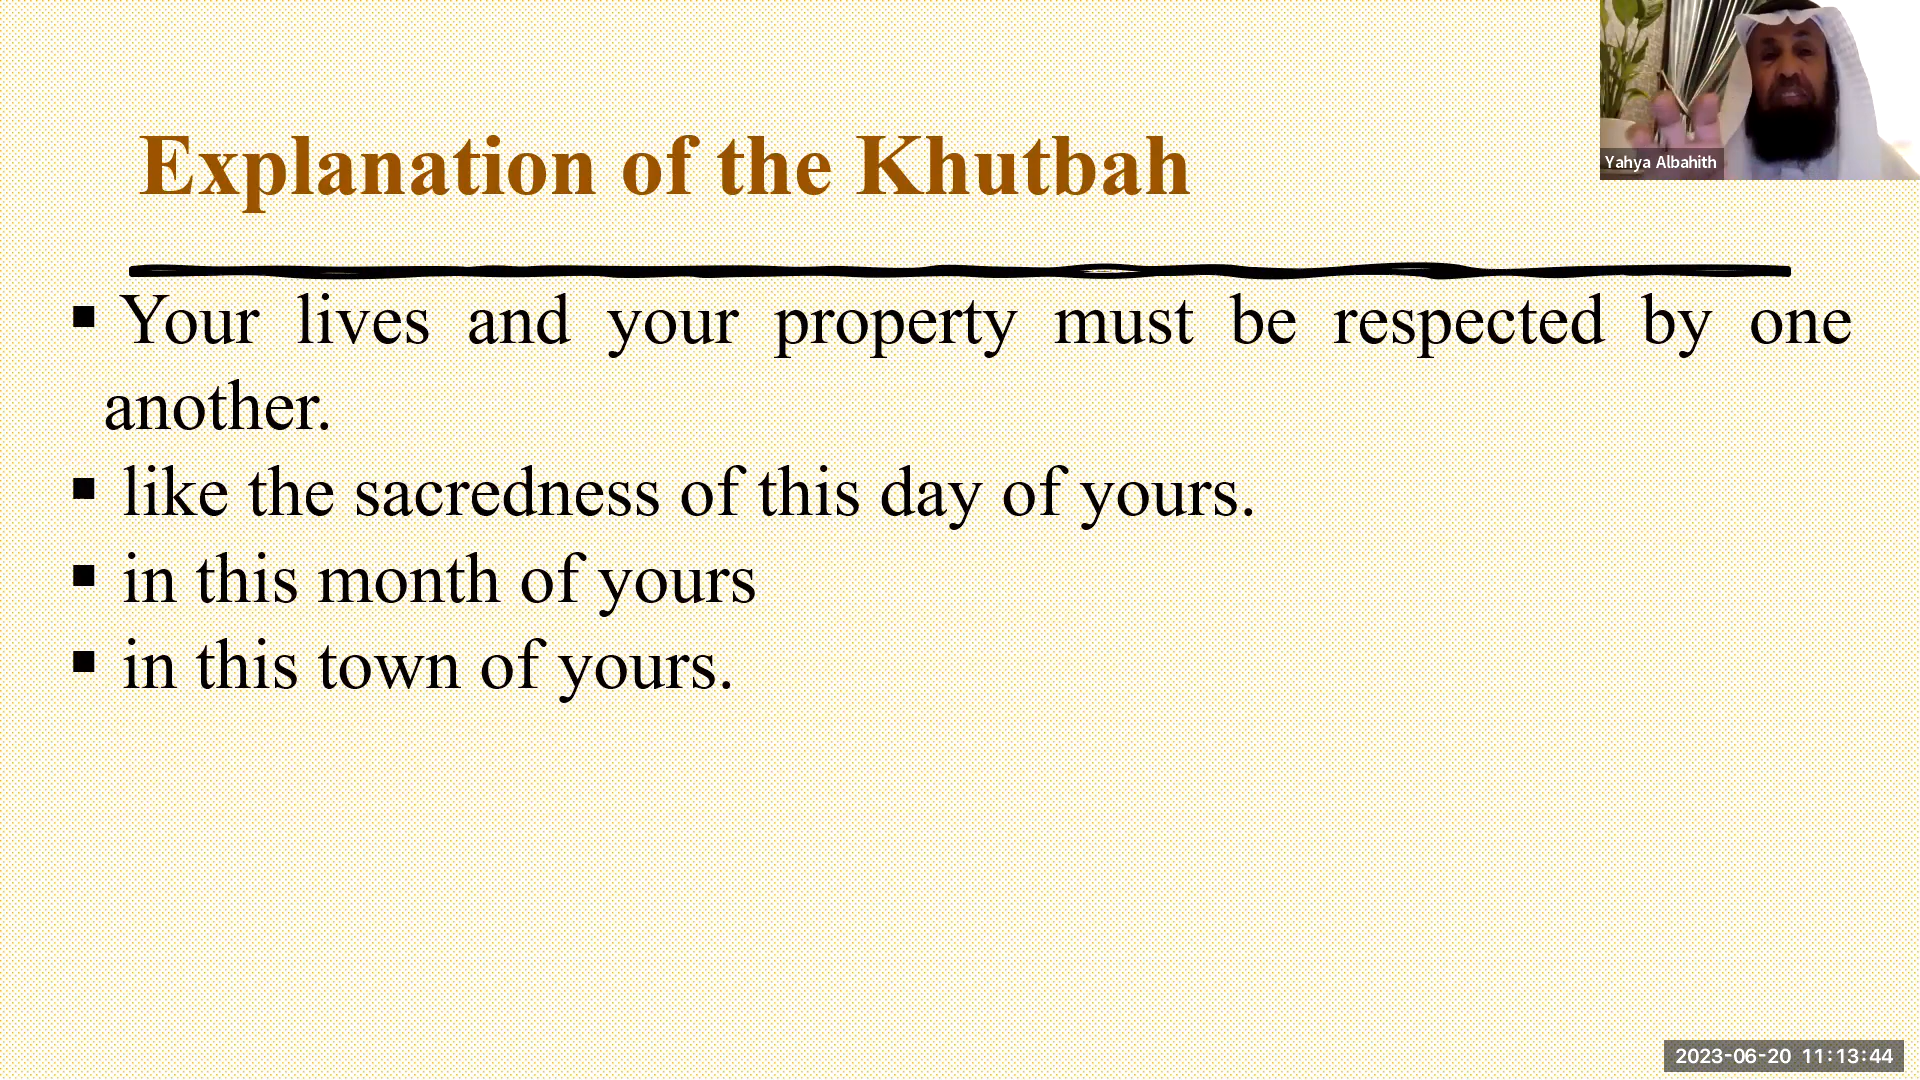 Explanation of the Khutbah
Yahya Albahith
▪ Your lives and your property must be respected by one
another.
▪ like the sacredness of this day of yours.
▪ in this month of yours
▪ in this town of yours.
2023-06-20 11:13:44